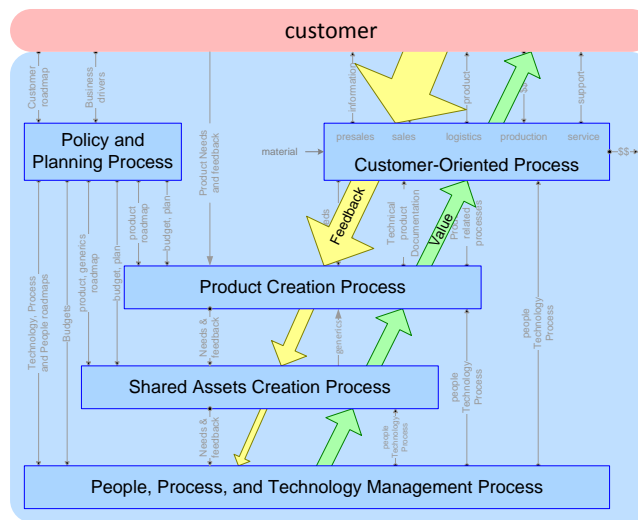 customer
Customer
roadmap
Business
drivers
Product Needs
and feedback
information
product
$$
support
Policy and
Planning Process
presales sales logistics production service
material
Customer-Oriented Process
$$
Feedback
Value
Technology, Process
and People roadmaps
Budgets
product, generics
roadmap
budget, plan
product
roadmap
budget, plan
Technical
product
Documentation
related
processes
people
Technology
Process
Product Creation Process
Needs &
feedback
generics
people
Technology
Process
Shared Assets Creation Process
Needs &
feedback
people
Technology
Process
People, Process, and Technology Management Process